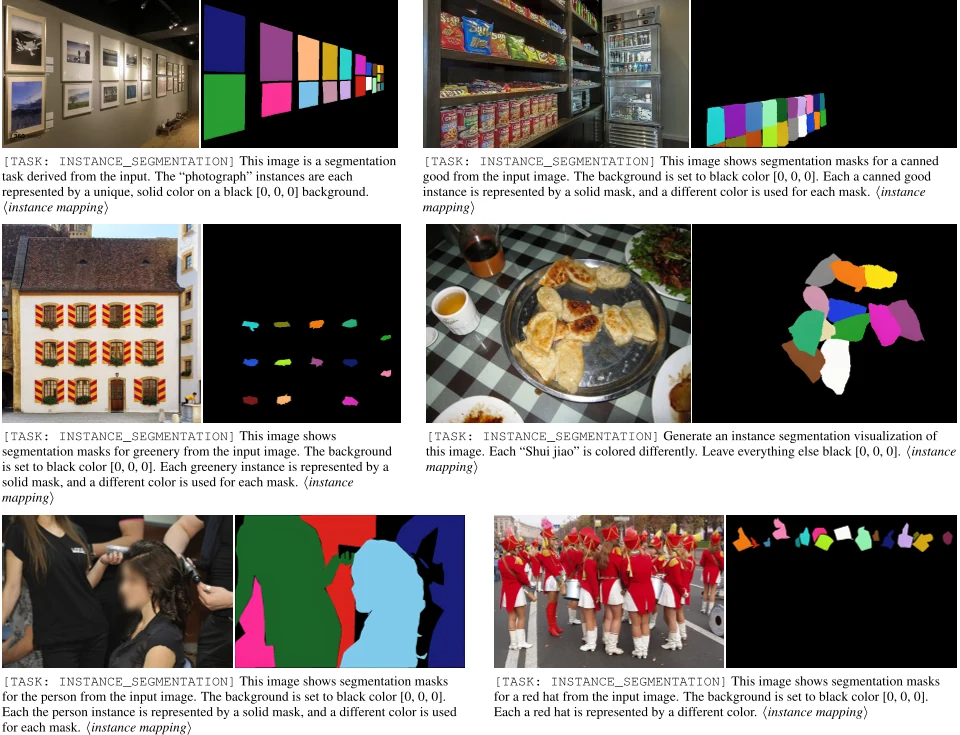 [TASK: INSTANCE_SEGMENTATION] This image is a segmentation
task derived from the input. The “photograph” instances are each
represented by a unique, solid color on a black [0, 0, 0] background.
⟨instance mapping⟩
[TASK: INSTANCE_SEGMENTATION] This image shows segmentation masks for a canned
good from the input image. The background is set to black color [0, 0, 0]. Each a canned good
instance is represented by a solid mask, and a different color is used for each mask. ⟨instance
mapping⟩
[TASK: INSTANCE_SEGMENTATION] This image shows
segmentation masks for greenery from the input image. The background
is set to black color [0, 0, 0]. Each greenery instance is represented by a
solid mask, and a different color is used for each mask. ⟨instance
mapping⟩
[TASK: INSTANCE_SEGMENTATION] Generate an instance segmentation visualization of
this image. Each “Shui jiao” is colored differently. Leave everything else black [0, 0, 0]. ⟨instance
mapping⟩
[TASK: INSTANCE_SEGMENTATION] This image shows segmentation masks
for the person from the input image. The background is set to black color [0, 0, 0].
Each the person instance is represented by a solid mask, and a different color is used
for each mask. ⟨instance mapping⟩
[TASK: INSTANCE_SEGMENTATION] This image shows segmentation masks
for a red hat from the input image. The background is set to black color [0, 0, 0].
Each a red hat is represented by a different color. ⟨instance mapping⟩